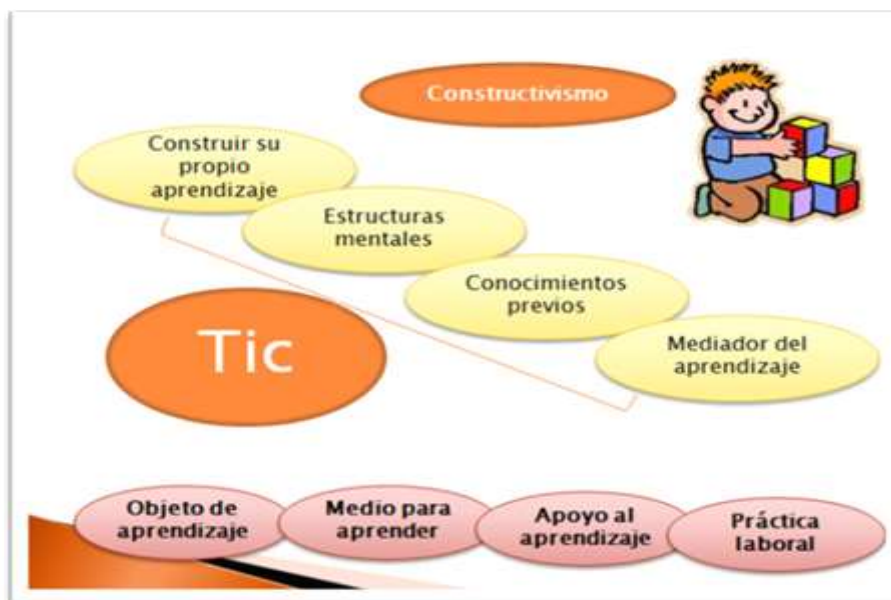 Constructivismo
Construir su
propio
aprendizaje
Estructuras
mentales
Conocimientos
previos
Mediador del
aprendizaje
Tic
Objeto de
aprendizaje
Medio para
aprender
Apoyo al
aprendizaje
Práctica
laboral